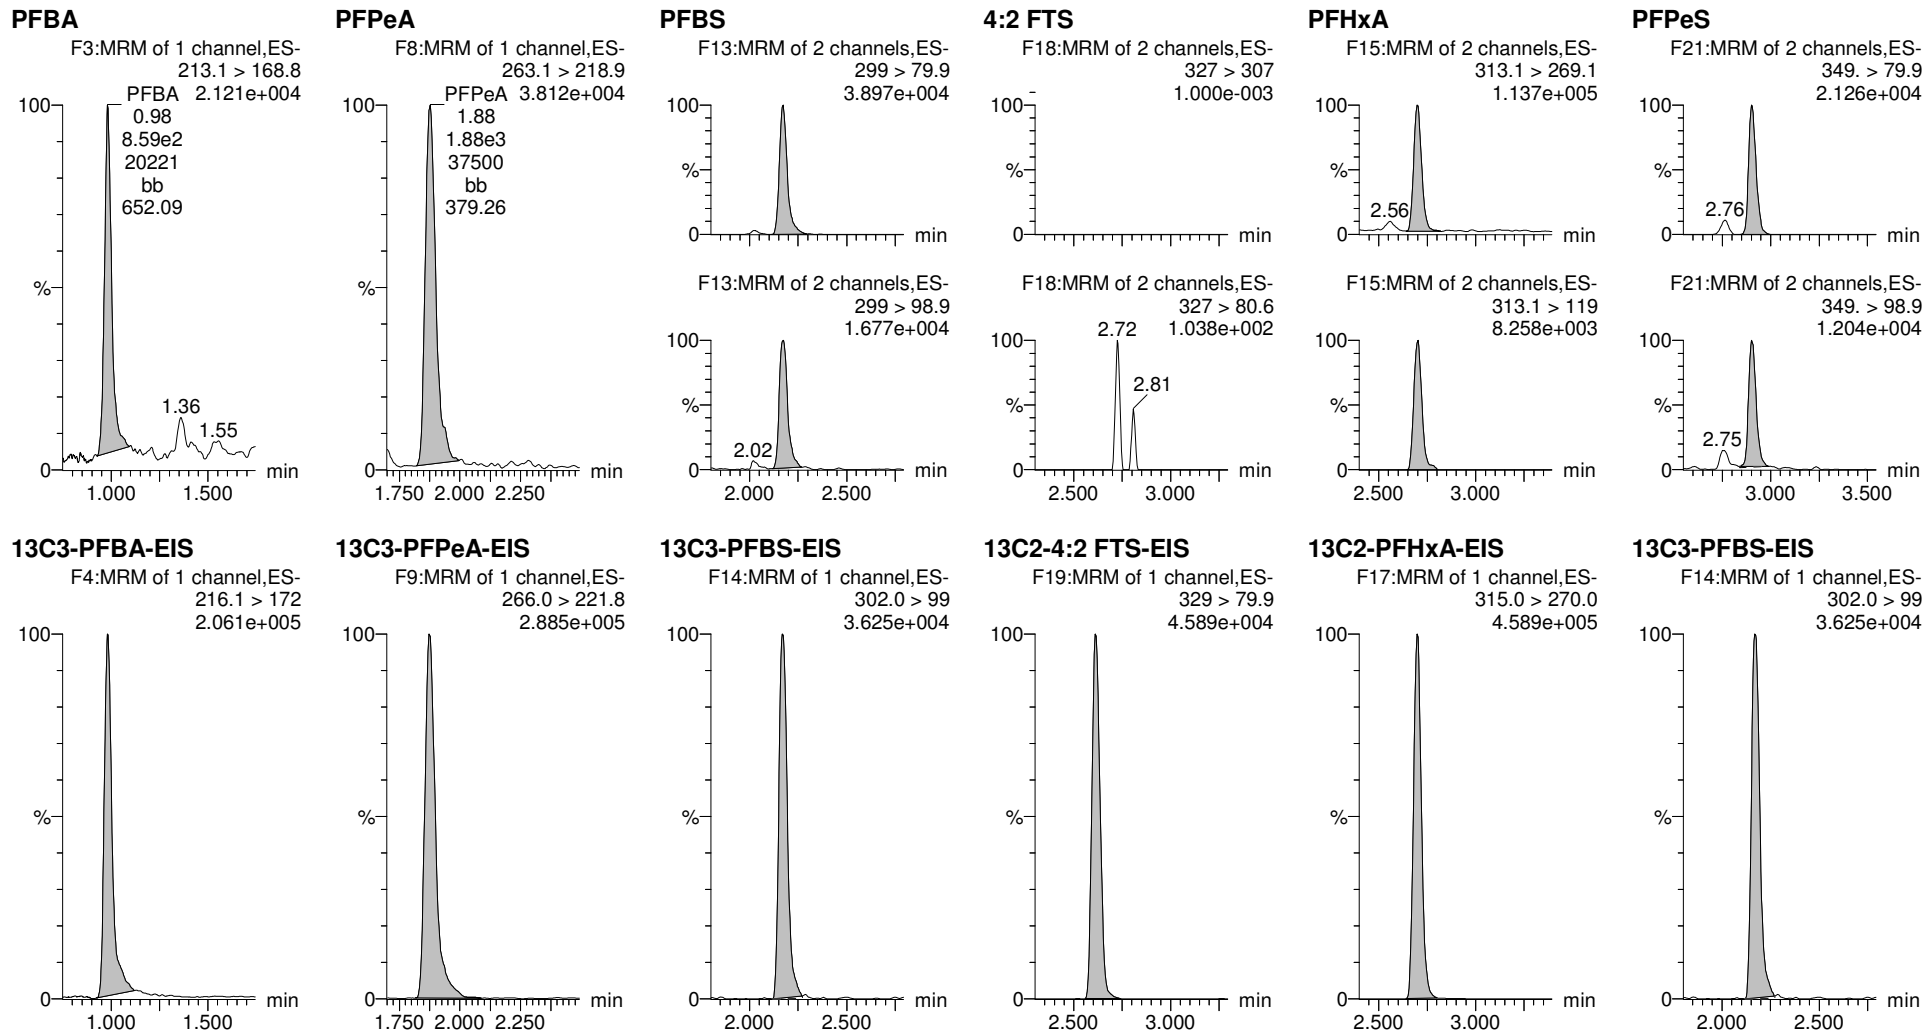 PFBA
F3:MRM of 1 channel,ES-
213.1 > 168.8
2.121e+004
PFBA
0.98
8.59e2
20221
bb
652.09
1.36
1.55
100
%
0
min
1.000 1.500
PFPeA
F8:MRM of 1 channel,ES-
263.1 > 218.9
3.812e+004
PFPeA
1.88
1.88e3
37500
bb
379.26
100
%
0
min
1.750 2.000 2.250
PFBS
F13:MRM of 2 channels,ES-
299 > 79.9
3.897e+004
100
%
0
min
F13:MRM of 2 channels,ES-
299 > 98.9
1.677e+004
100
%
2.02
0
min
2.000 2.500
4:2 FTS
F18:MRM of 2 channels,ES-
327 > 307
1.000e-003
100
%
0
min
F18:MRM of 2 channels,ES-
327 > 80.6
1.038e+002
2.72
2.81
100
%
0
min
2.500 3.000
PFHxA
F15:MRM of 2 channels,ES-
313.1 > 269.1
1.137e+005
100
%
2.56
0
min
F15:MRM of 2 channels,ES-
313.1 > 119
8.258e+003
100
%
0
min
2.500 3.000
PFPeS
F21:MRM of 2 channels,ES-
349. > 79.9
2.126e+004
100
%
2.76
0
min
F21:MRM of 2 channels,ES-
349. > 98.9
1.204e+004
100
%
2.75
0
min
3.000 3.500
13C3-PFBA-EIS
F4:MRM of 1 channel,ES-
216.1 > 172
2.061e+005
100
%
0
min
1.000 1.500
13C3-PFPeA-EIS
F9:MRM of 1 channel,ES-
266.0 > 221.8
2.885e+005
100
%
0
min
1.750 2.000 2.250
13C3-PFBS-EIS
F14:MRM of 1 channel,ES-
302.0 > 99
3.625e+004
100
%
0
min
2.000 2.500
13C2-4:2 FTS-EIS
F19:MRM of 1 channel,ES-
329 > 79.9
4.589e+004
100
%
0
min
2.500 3.000
13C2-PFHxA-EIS
F17:MRM of 1 channel,ES-
315.0 > 270.0
4.589e+005
100
%
0
min
2.500 3.000
13C3-PFBS-EIS
F14:MRM of 1 channel,ES-
302.0 > 99
3.625e+004
100
%
0
min
2.000 2.500